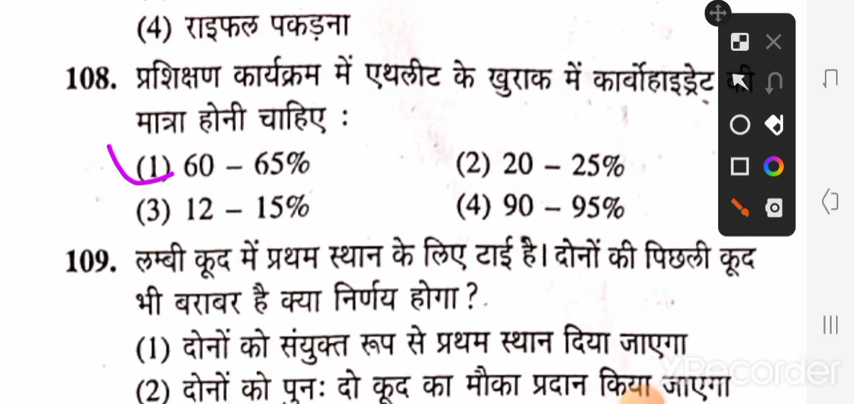 (4) राइफल पकड़ना
108. प्रशिक्षण कार्यक्रम में एथलीट के खुराक में कार्वोहाइड्रेट की
मात्रा होनी चाहिए :
(1) 60 – 65% (2) 20 – 25%
(3) 12 – 15% (4) 90 – 95%
109. लम्बी कूद में प्रथम स्थान के लिए टाई है। दोनों की पिछली कूद
भी बराबर है क्या निर्णय होगा ?
(1) दोनों को संयुक्त रूप से प्रथम स्थान दिया जाएगा
(2) दोनों को पुनः दो कूद का मौका प्रदान किया जाएगा
XRecorder